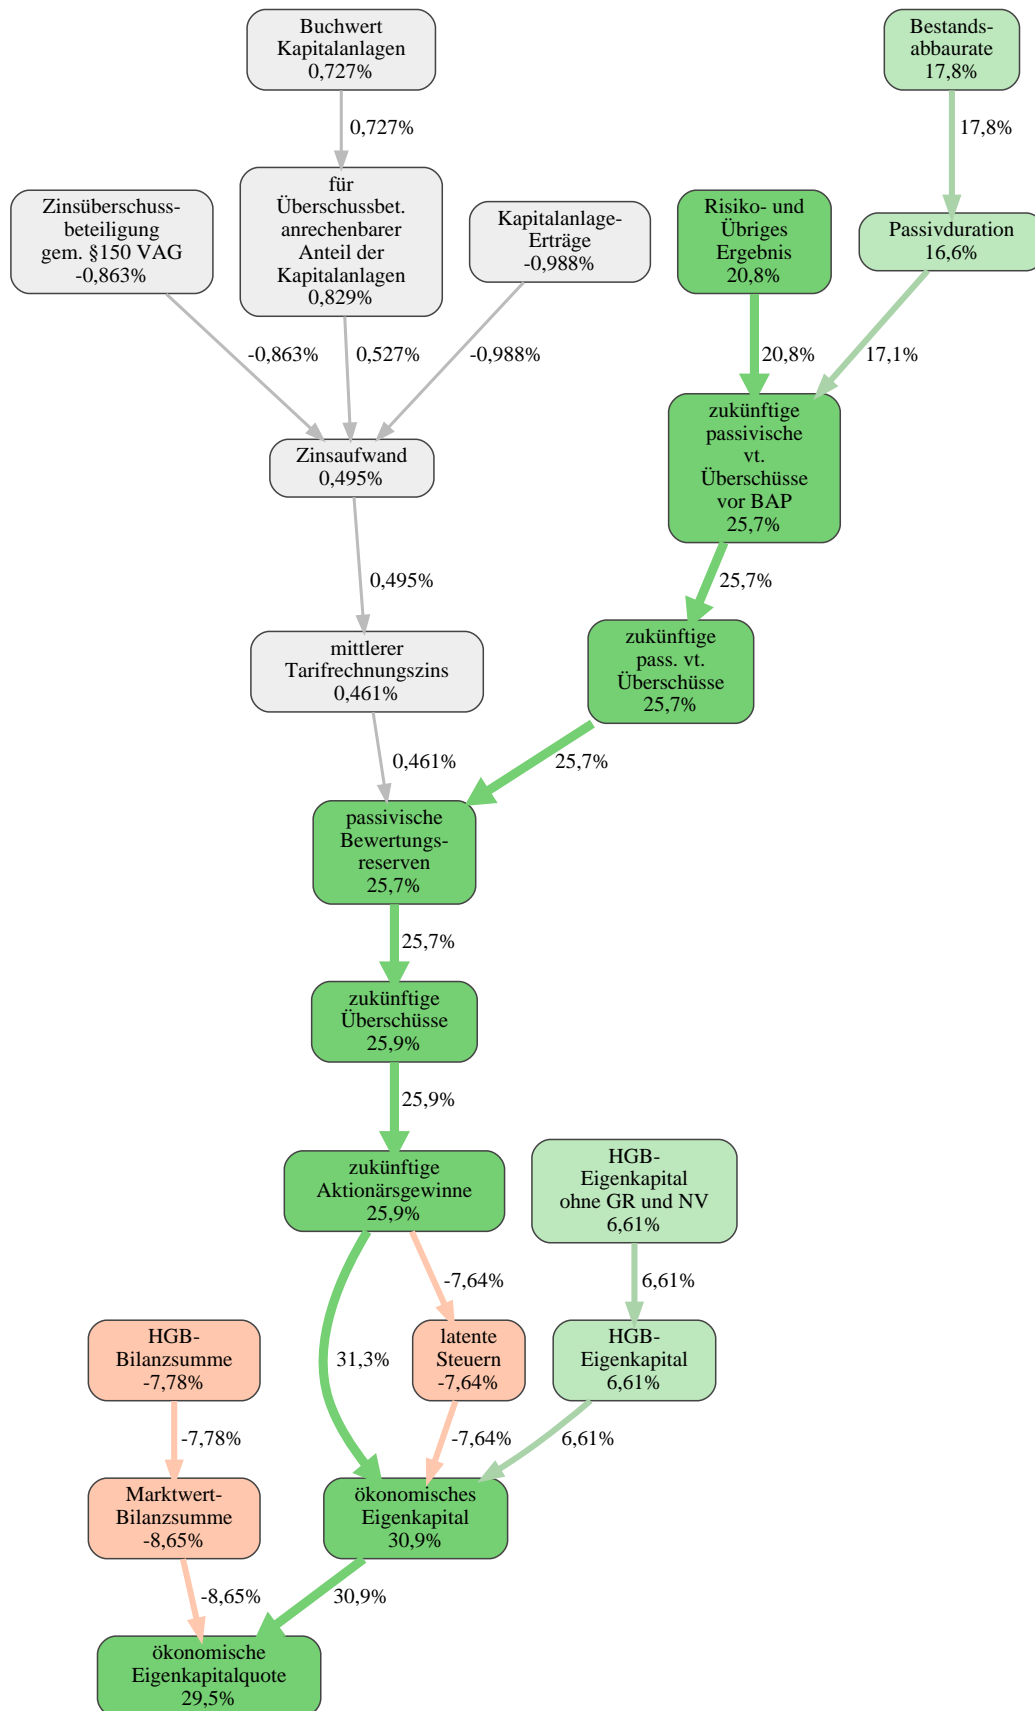 Buchwert
Kapitalanlagen
0,727%
Bestands-
abbaurate
17,8%
0,727%
17,8%
Zinsüberschuss-
beteiligung
gem. §150 VAG
-0,863%
für
Überschussbet.
anrechenbarer
Anteil der
Kapitalanlagen
0,829%
Kapitalanlage-
Erträge
-0,988%
Risiko- und
Übriges
Ergebnis
20,8%
Passivduration
16,6%
-0,863%
0,527%
-0,988%
20,8%
17,1%
Zinsaufwand
0,495%
zukünftige
passivische
vt.
Überschüsse
vor BAP
25,7%
0,495%
25,7%
mittlerer
Tarifrechnungszins
0,461%
zukünftige
pass. vt.
Überschüsse
25,7%
0,461%
25,7%
passivische
Bewertungs-
reserven
25,7%
25,7%
zukünftige
Überschüsse
25,9%
25,9%
zukünftige
Aktionärsgewinne
25,9%
HGB-
Eigenkapital
ohne GR und NV
6,61%
-7,64%
6,61%
31,3%
HGB-
Bilanzsumme
-7,78%
latente
Steuern
-7,64%
HGB-
Eigenkapital
6,61%
-7,78%
-7,64%
6,61%
Marktwert-
Bilanzsumme
-8,65%
ökonomisches
Eigenkapital
30,9%
-8,65%
30,9%
ökonomische
Eigenkapitalquote
29,5%